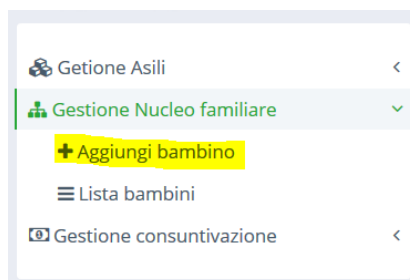 Getione Asili
Gestione Nucleo familiare
Aggiungi bambino
Lista bambini
Gestione consuntivazione